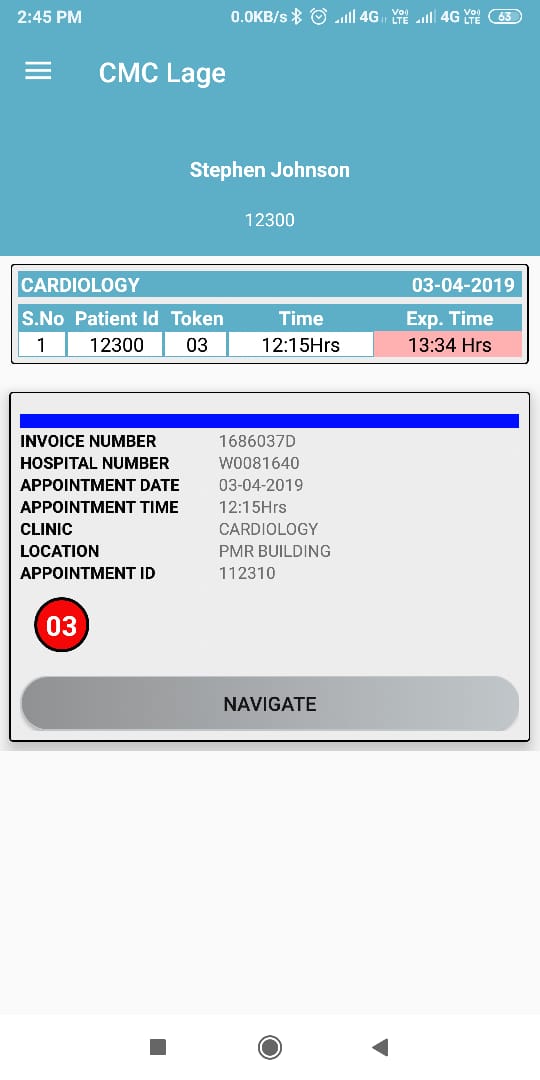 2:45 PM 0.0KB/s 4G Vo) LTE 4G Vo) LTE 63
CMC Lage
Stephen Johnson
12300
CARDIOLOGY 03-04-2019
S.No Patient Id Token Time Exp. Time
1 12300 03 12:15Hrs 13:34 Hrs
INVOICE NUMBER 1686037D
HOSPITAL NUMBER W0081640
APPOINTMENT DATE 03-04-2019
APPOINTMENT TIME 12:15Hrs
CLINIC CARDIOLOGY
LOCATION PMR BUILDING
APPOINTMENT ID 112310
03
NAVIGATE